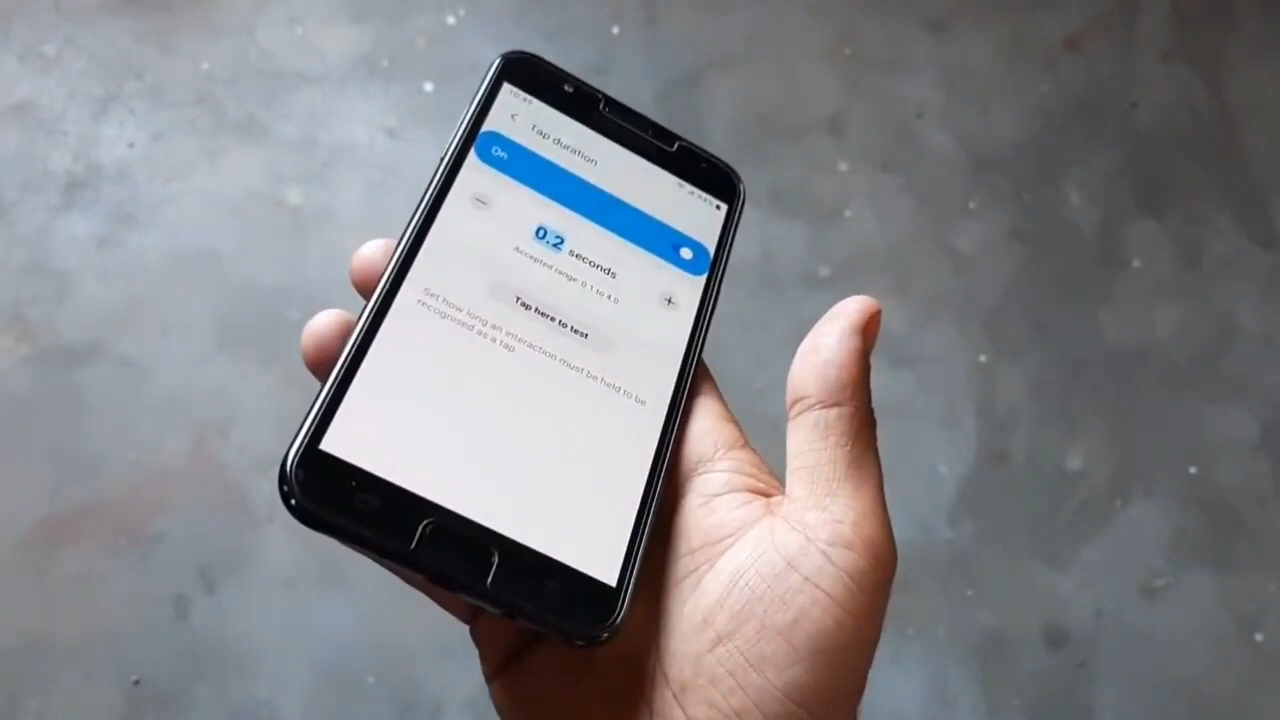 Tap duration
On
0.2 seconds
Accepted range: 0.1 to 4.0
Tap here to test
Set how long an interaction must be held to be
recognised as a tap